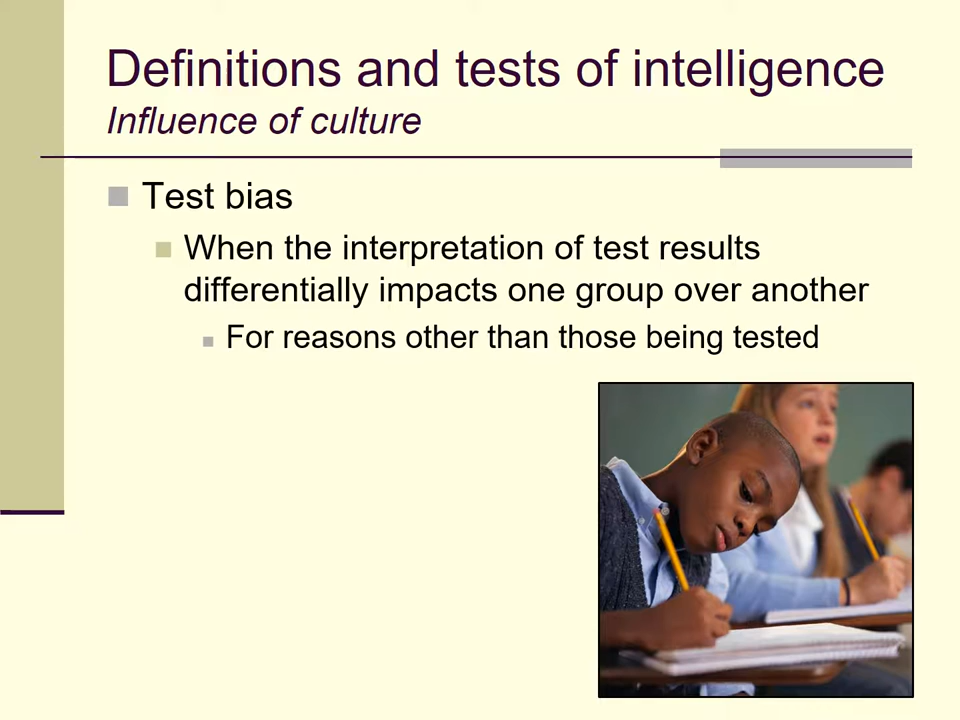 Definitions and tests of intelligence
Influence of culture
Test bias
When the interpretation of test results
differentially impacts one group over another
For reasons other than those being tested